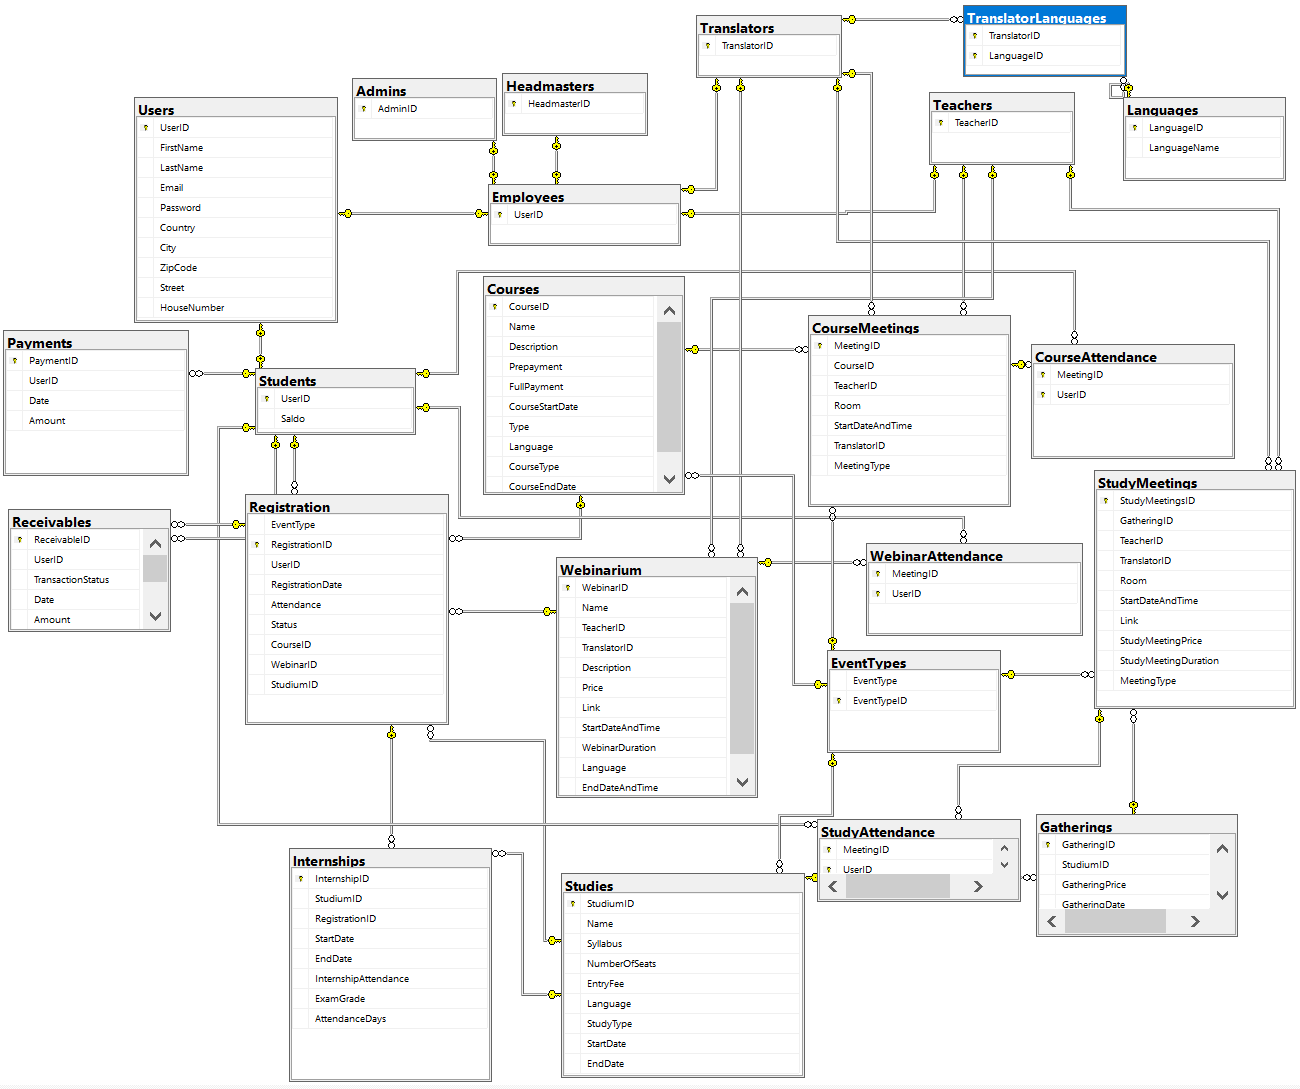 Translators
TranslatorID
TranslatorLanguages
TranslatorID
LanguageID
Admins
AdminID
Headmasters
HeadmasterID
Teachers
TeacherID
Languages
LanguageID
LanguageName
Users
UserID
FirstName
LastName
Email
Password
Country
City
ZipCode
Street
HouseNumber
Employees
UserID
Courses
CourseID
Name
Description
Prepayment
FullPayment
CourseStartDate
Type
Language
CourseType
CourseEndDate
CourseMeetings
MeetingID
CourseID
TeacherID
Room
StartDateAndTime
TranslatorID
MeetingType
CourseAttendance
MeetingID
UserID
Payments
PaymentID
UserID
Date
Amount
Students
UserID
Saldo
StudyMeetings
StudyMeetingsID
GatheringID
TeacherID
TranslatorID
Room
StartDateAndTime
Link
StudyMeetingPrice
StudyMeetingDuration
MeetingType
Registration
EventType
RegistrationID
UserID
RegistrationDate
Attendance
Status
CourseID
WebinarID
StudiumID
Receivables
ReceivableID
UserID
TransactionStatus
Date
Amount
WebinarAttendance
MeetingID
UserID
Webinarium
WebinarID
Name
TeacherID
TranslatorID
Description
Price
Link
StartDateAndTime
WebinarDuration
Language
EndDateAndTime
EventTypes
EventType
EventTypeID
StudyAttendance
MeetingID
UserID
Gatherings
GatheringID
StudiumID
GatheringPrice
GatheringDate
Internships
InternshipID
StudiumID
RegistrationID
StartDate
EndDate
InternshipAttendance
ExamGrade
AttendanceDays
Studies
StudiumID
Name
Syllabus
NumberOfSeats
EntryFee
Language
StudyType
StartDate
EndDate